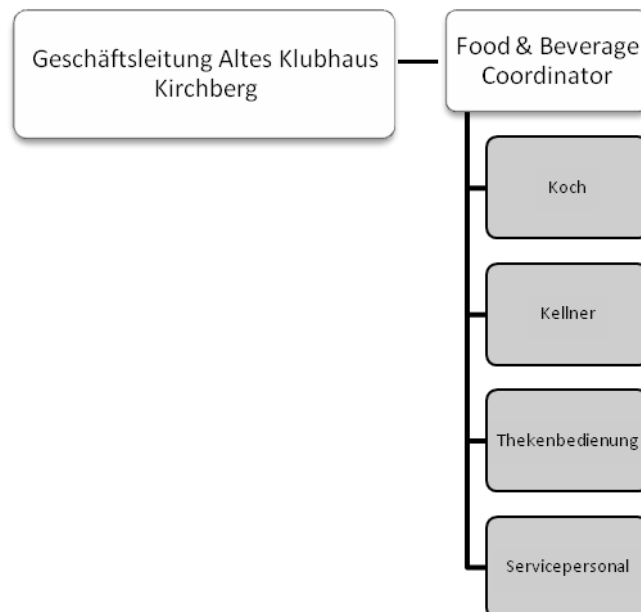 Geschäftsleitung Altes Klubhaus
Kirchberg
Food & Beverage
Coordinator
Koch
Kellner
Thekenbedienung
Servicepersonal